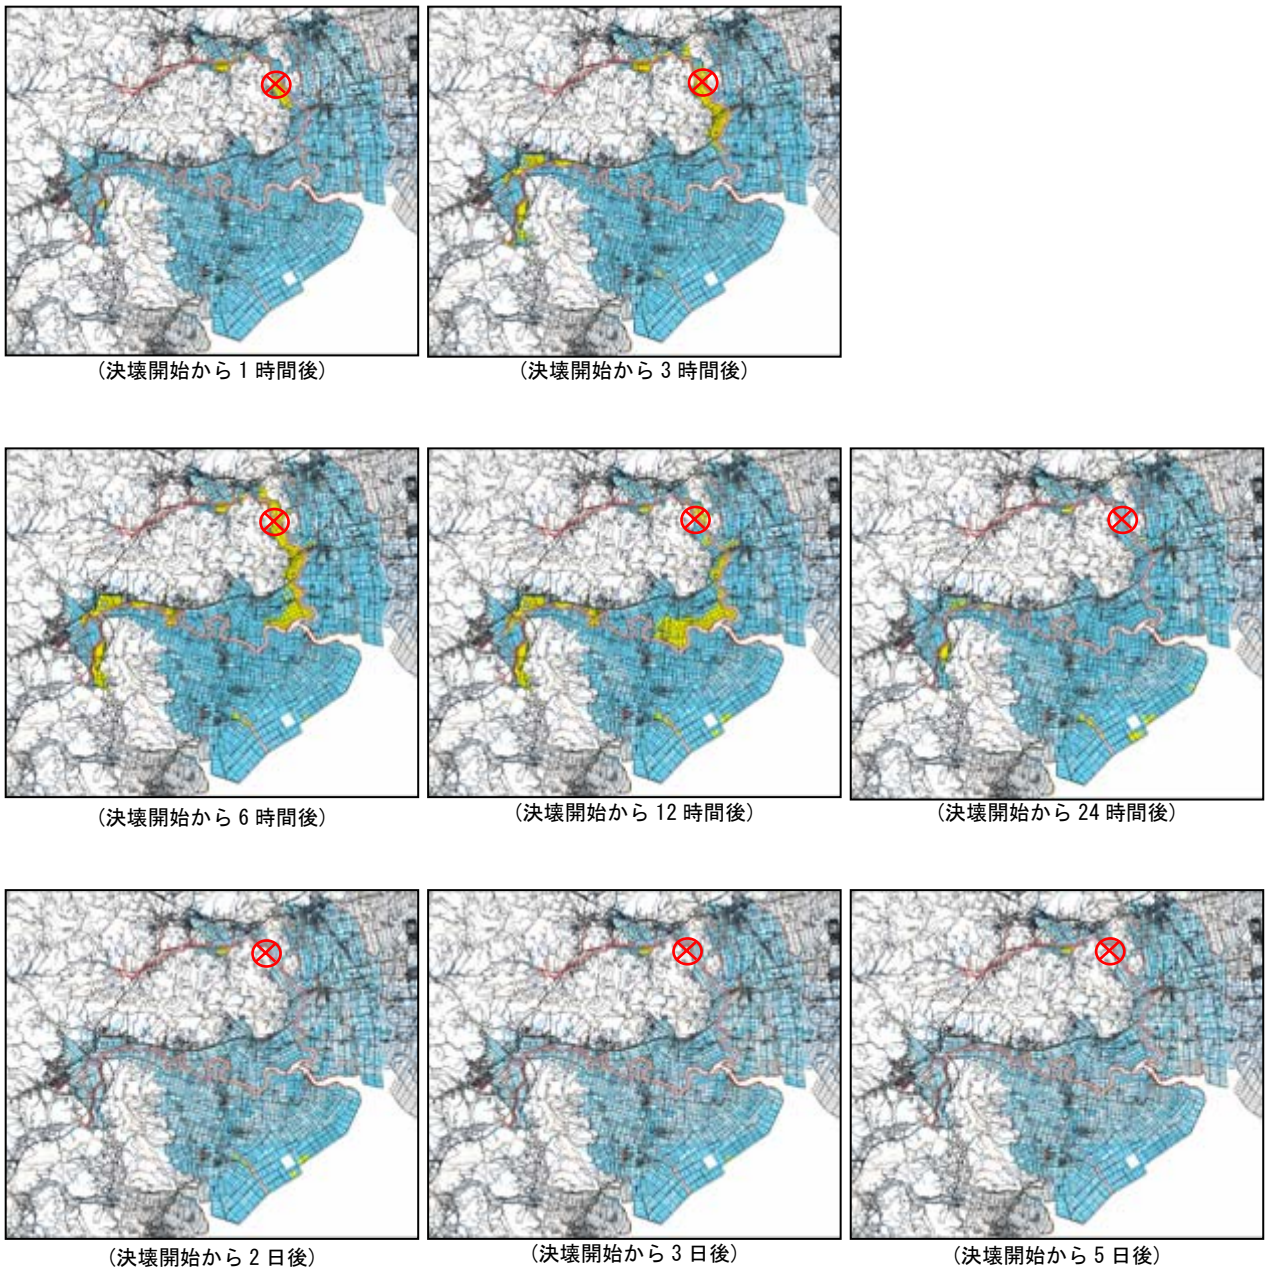 (決壊開始から 1 時間後)
(決壊開始から 3 時間後)
(決壊開始から 6 時間後)
(決壊開始から 12 時間後)
(決壊開始から 24 時間後)
(決壊開始から 2 日後)
(決壊開始から 3 日後)
(決壊開始から 5 日後)